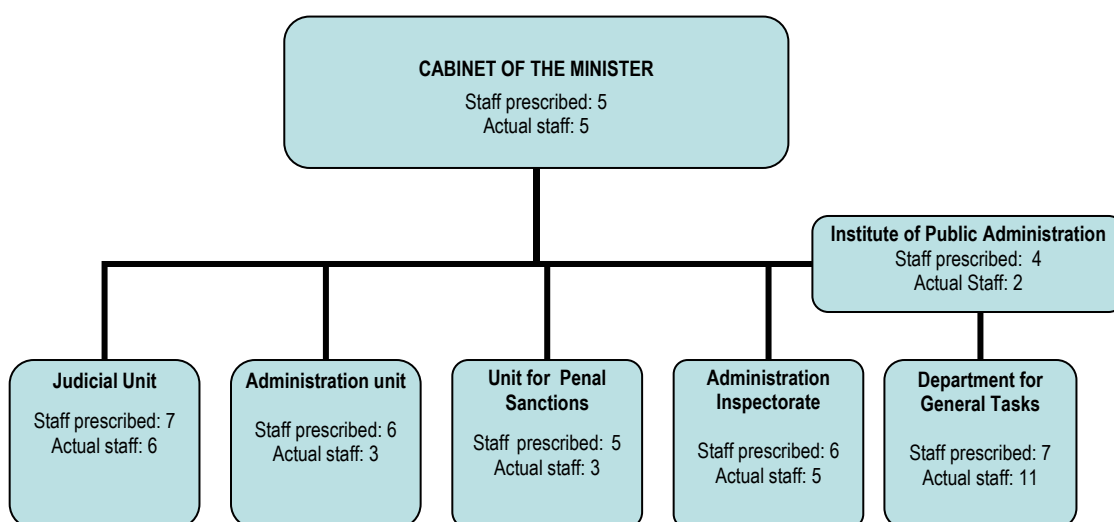 CABINET OF THE MINISTER
Staff prescribed: 5
Actual staff: 5
Institute of Public Administration
Staff prescribed: 4
Actual Staff: 2
Judicial Unit
Staff prescribed: 7
Actual staff: 6
Administration unit
Staff prescribed: 6
Actual staff: 3
Unit for Penal
Sanctions
Staff prescribed: 5
Actual staff: 3
Administration
Inspectorate
Staff prescribed: 6
Actual staff: 5
Department for
General Tasks
Staff prescribed: 7
Actual staff: 11